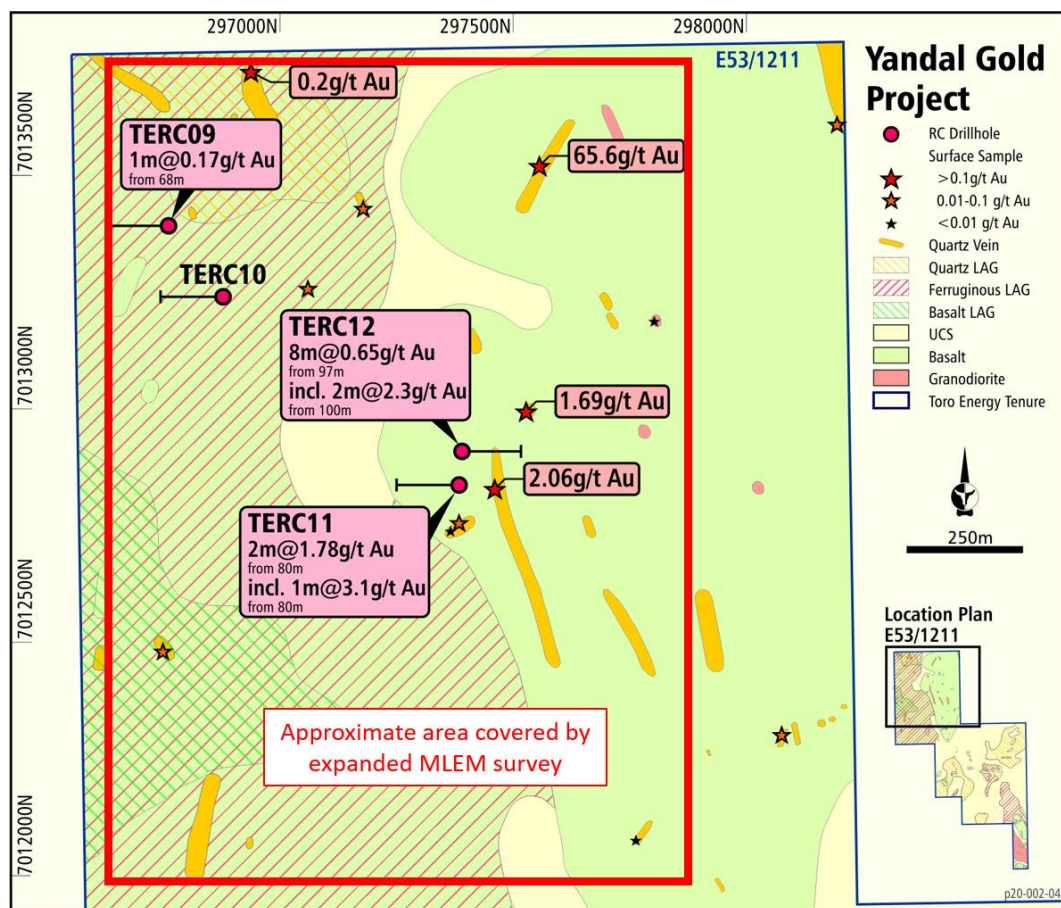 297000N
297500N
298000N
E53/1211
7013500N
7013000N
7012500N
7012000N
0.2g/t Au
TERC09
1m@0.17g/t Au
from 68m
65.6g/t Au
TERC10
TERC12
8m@0.65g/t Au
from 97m
incl. 2m@2.3g/t Au
from 100m
1.69g/t Au
2.06g/t Au
TERC11
2m@1.78g/t Au
from 80m
incl. 1m@3.1g/t Au
from 80m
Approximate area covered by
expanded MLEM survey
Yandal Gold
Project
RC Drillhole
Surface Sample
>0.1g/t Au
0.01-0.1 g/t Au
<0.01 g/t Au
Quartz Vein
Quartz LAG
Ferruginous LAG
Basalt LAG
UCS
Basalt
Granodiorite
Toro Energy Tenure
250m
Location Plan
E53/1211
p20-002-04